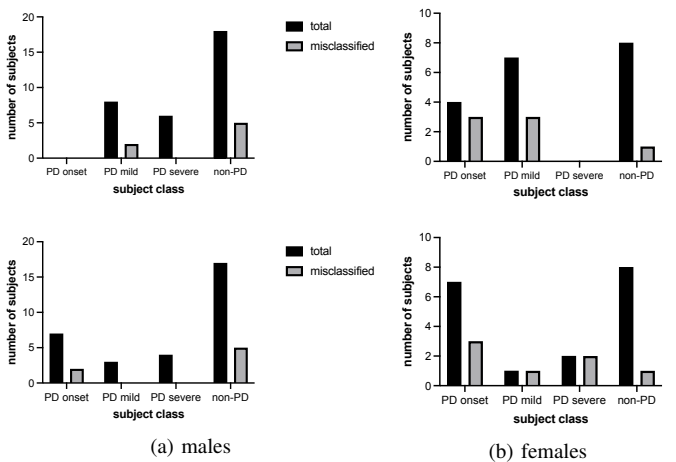 number of subjects
20
15
10
5
0
PD onset PD mild PD severe non-PD
subject class
total
misclassified
number of subjects
10
8
6
4
2
0
PD onset PD mild PD severe non-PD
subject class
number of subjects
20
15
10
5
0
PD onset PD mild PD severe non-PD
subject class
total
misclassified
number of subjects
10
8
6
4
2
0
PD onset PD mild PD severe non-PD
subject class
(a) males
(b) females